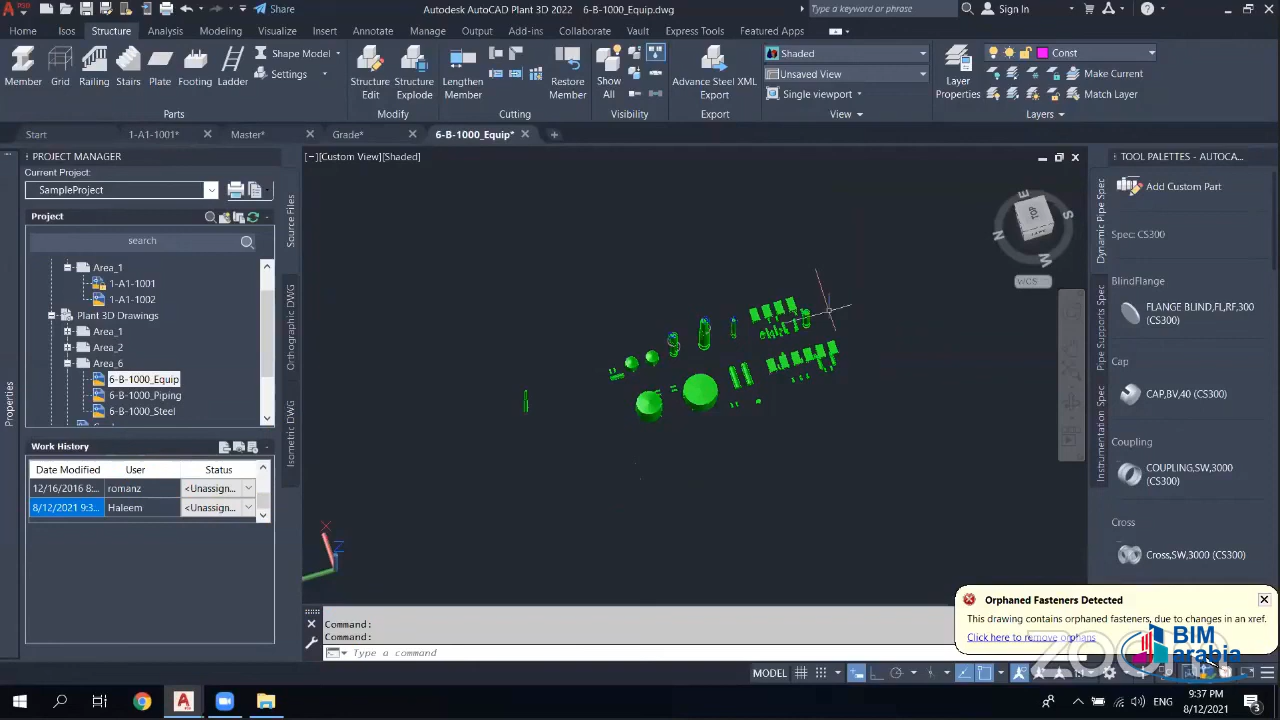 Share
Autodesk AutoCAD Plant 3D 2022    6-B-1000_Equip.dwg
Type a keyword or phrase
Sign In
Home
Isos
Structure
Analysis
Modeling
Visualize
Insert
Annotate
Manage
Output
Add-ins
Collaborate
Vault
Express Tools
Featured Apps
Member
Grid
Railing
Stairs
Plate
Footing
Ladder
Shape Model
Settings
Parts
Structure Edit
Structure Explode
Modify
Lengthen Member
Restore Member
Cutting
Show All
Visibility
Advance Steel XML Export
Export
Shaded
Unsaved View
Single viewport
View
Layer Properties
Const
Make Current
Match Layer
Layers
Start
1-A1-1001*
Master*
Grade*
6-B-1000_Equip*
PROJECT MANAGER
Current Project:
SampleProject
Project
search
Area_1
1-A1-1001
1-A1-1002
Plant 3D Drawings
Area_1
Area_2
Area_6
6-B-1000_Equip
6-B-1000_Piping
6-B-1000_Steel
Work History
Date Modified  User  Status
12/16/2016 8:...  romanz  <Unassign...
8/12/2021 9:3...  Haleem  <Unassign...
Properties
Source Files
Orthographic DWG
Isometric DWG
[−][Custom View][Shaded]
TOP
E
S
N
W
WCS
X
Z
Command:
Command:
Type a command
TOOL PALETTES - AUTOCA...
Dynamic Pipe Spec
Pipe Supports Spec
Instrumentation Spec
Add Custom Part
Spec: CS300
BlindFlange
FLANGE BLIND,FL,RF,300
(CS300)
Cap
CAP,BV,40 (CS300)
Coupling
COUPLING,SW,3000
(CS300)
Cross
Cross,SW,3000 (CS300)
Orphaned Fasteners Detected
This drawing contains orphaned fasteners, due to changes in an xref.
Click here to remove orphans
BIM
arabia
MODEL
ENG
9:37 PM
8/12/2021
3